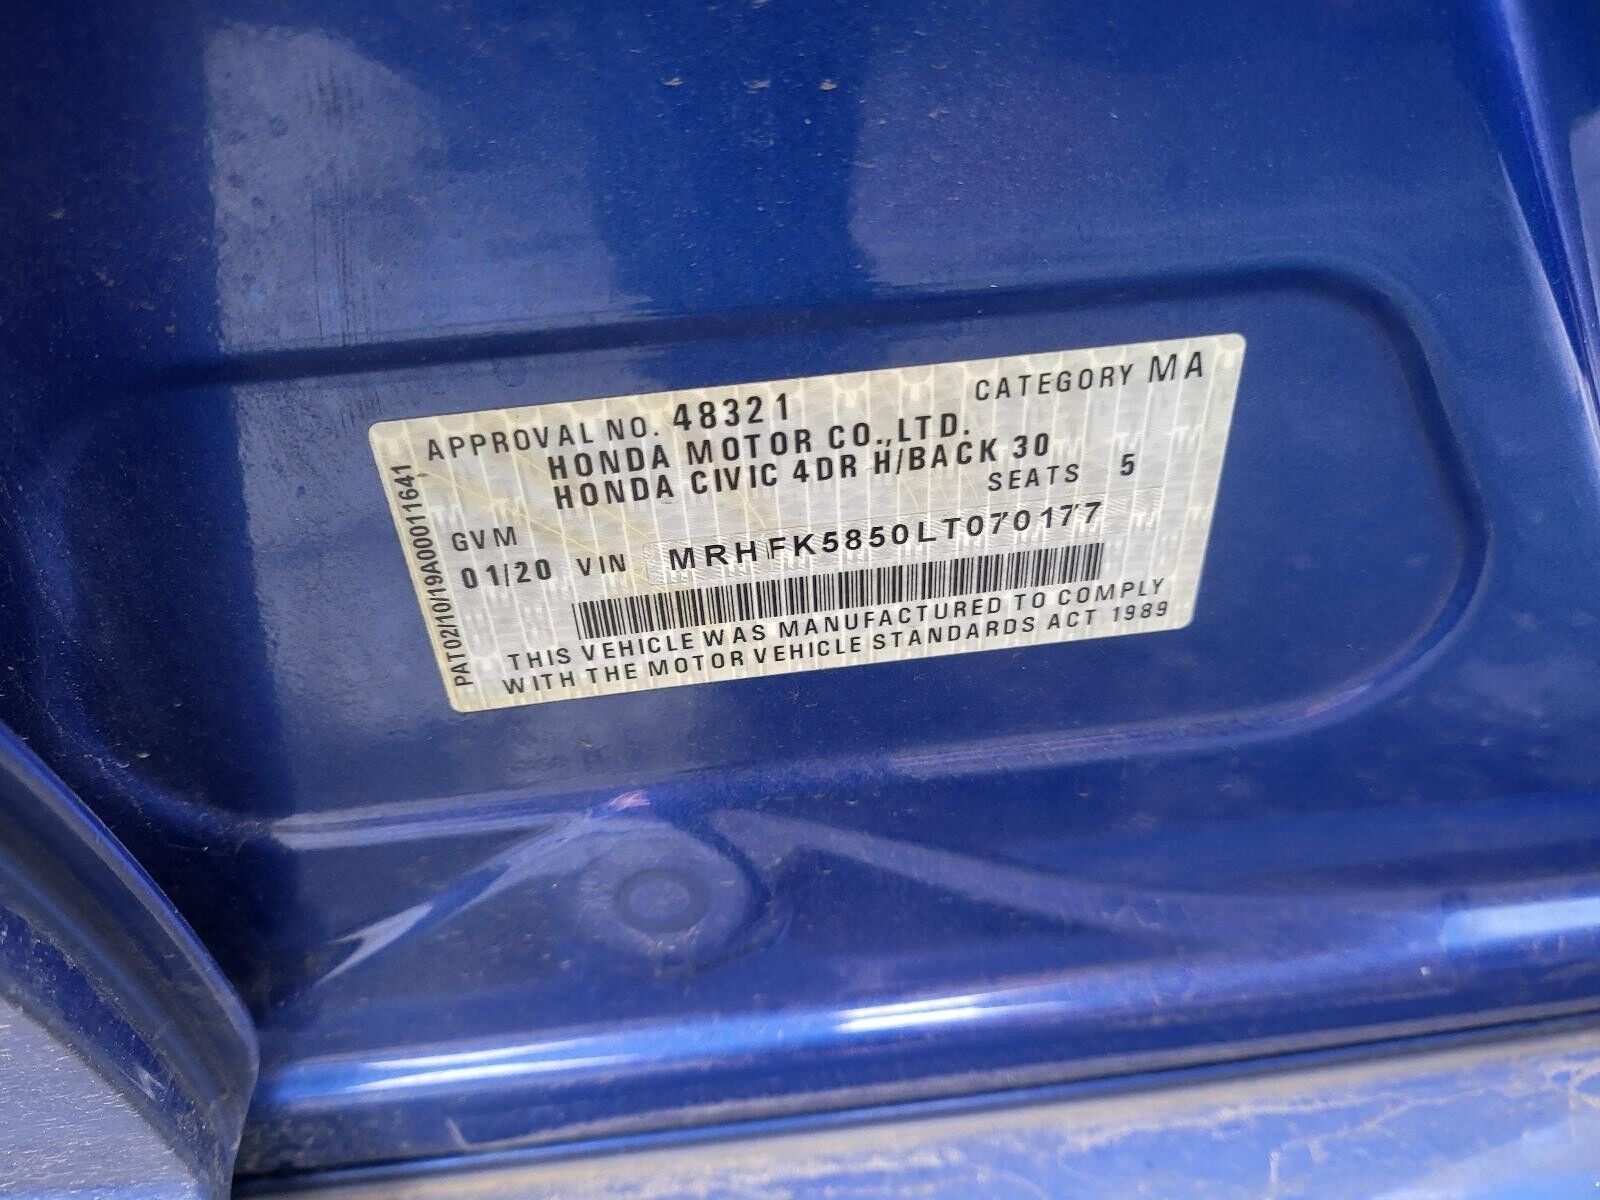 APPROVAL NO. 48321 CATEGORY MA
HONDA MOTOR CO.,LTD.
HONDA CIVIC 4DR H/BACK 30
SEATS 5
GVM
01/20 VIN MRHFK5850LT070177
THIS VEHICLE WAS MANUFACTURED TO COMPLY
WITH THE MOTOR VEHICLE STANDARDS ACT 1989
PAT02/10/19A00011641